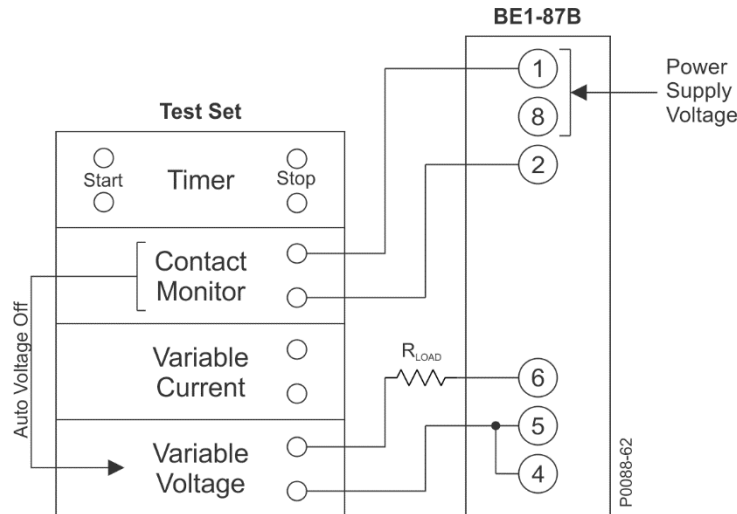 BE1-87B
1
8
2
Power
Supply
Voltage
Test Set
Start
Timer
Stop
Contact
Monitor
Auto Voltage Off
Variable
Current
Variable
Voltage
RLOAD
6
5
4
P0088-62